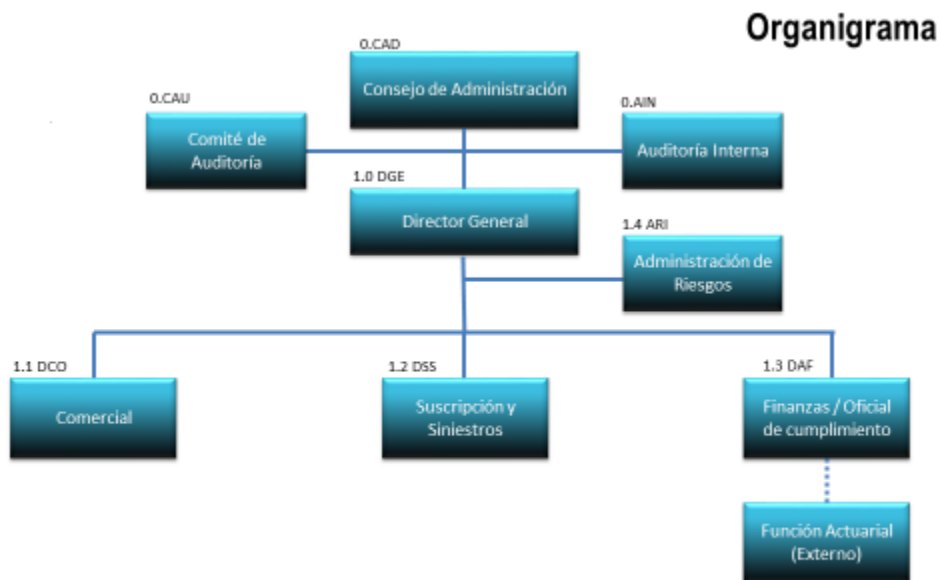 Organigrama
0.CAD
Consejo de Administración
0.CAU
Comité de
Auditoría
0.AIN
Auditoría Interna
1.0 DGE
Director General
1.4 ARI
Administración de
Riesgos
1.1 DCO
Comercial
1.2 DSS
Suscripción y
Siniestros
1.3 DAF
Finanzas / Oficial
de cumplimiento
Función Actuarial
(Externo)